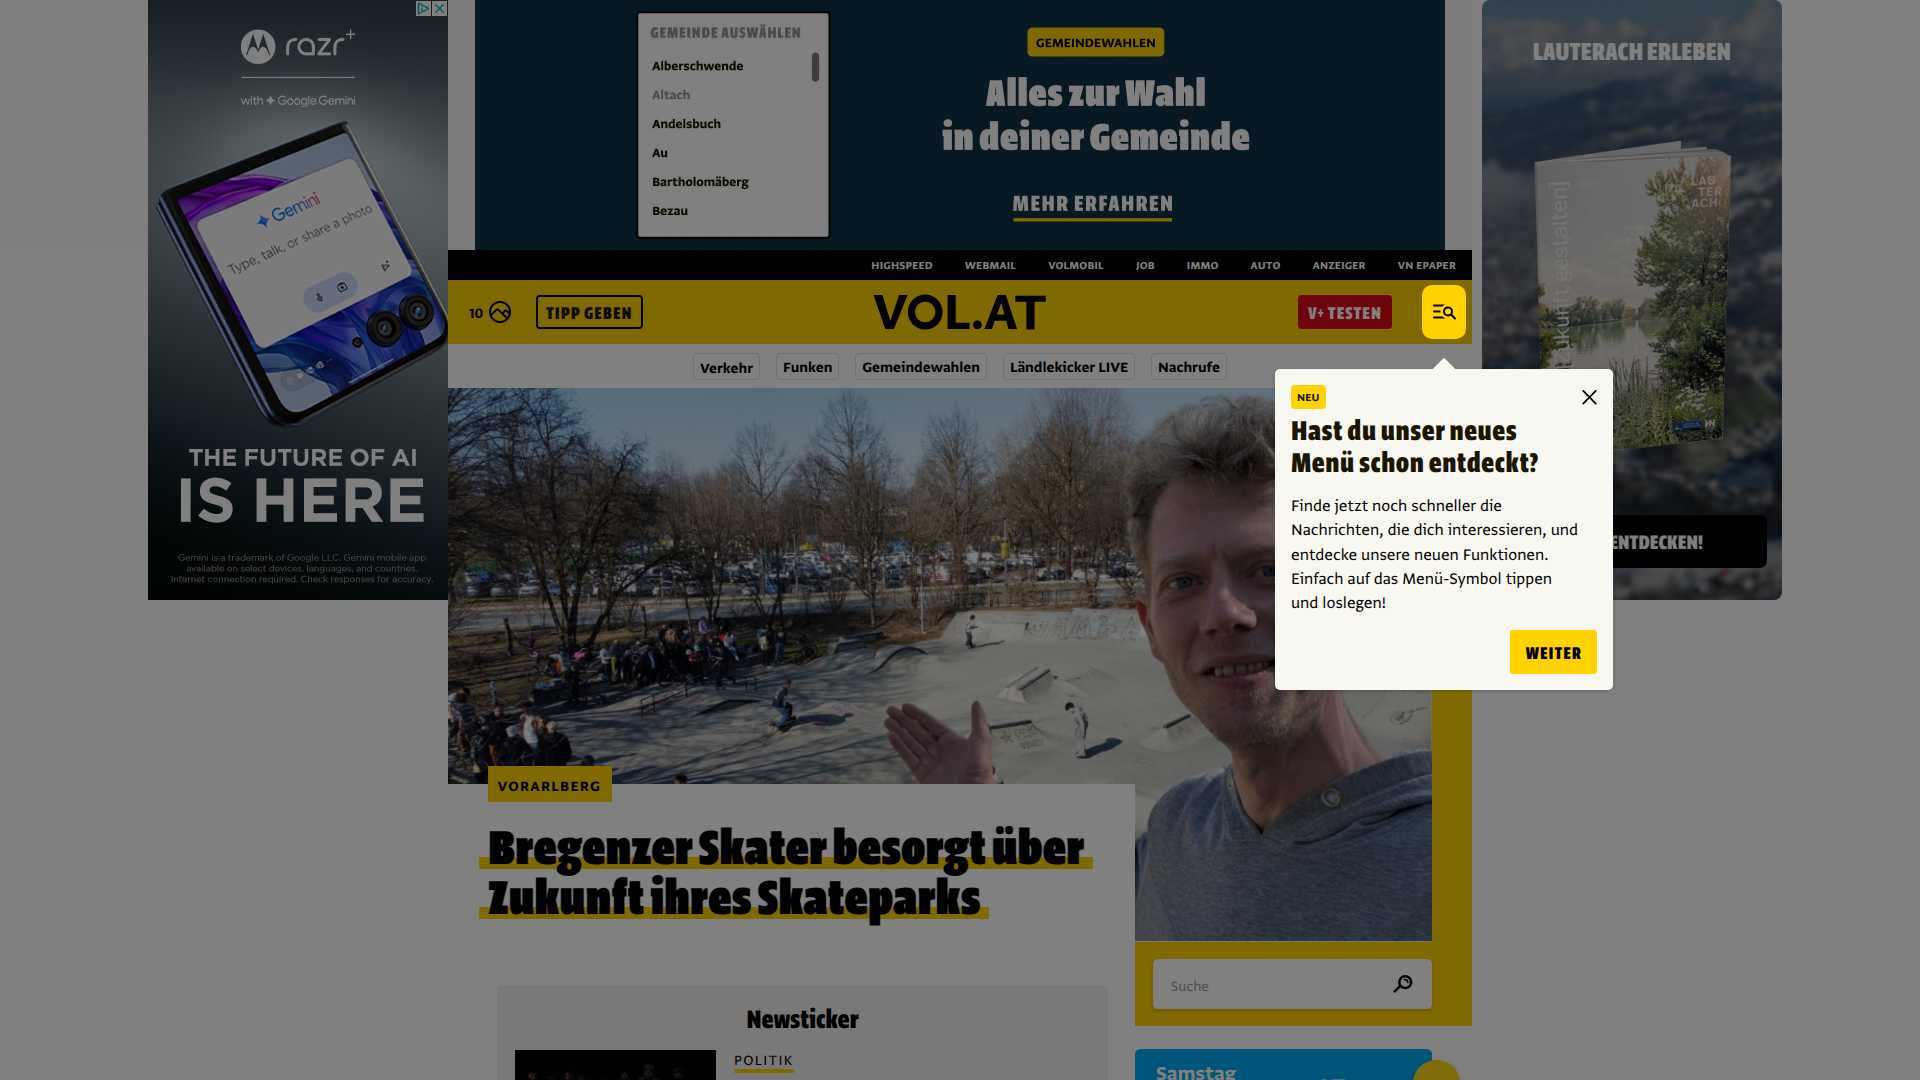 razr+
with Google Gemini
Gemini
Type, talk, or share a photo
THE FUTURE OF AI
IS HERE
Gemini is a trademark of Google LLC. Gemini mobile app
available on select devices, languages, and countries.
Internet connection required. Check responses for accuracy.
GEMEINDE AUSWÄHLEN
Alberschwende
Altach
Andelsbuch
Au
Bartholomäberg
Bezau
GEMEINDEWAHLEN
Alles zur Wahl
in deiner Gemeinde
MEHR ERFAHREN
LAUTERACH ERLEBEN
LAU
TER
ACH
[zukunft gestalten]
ENTDECKEN!
HIGHSPEED WEBMAIL VOLMOBIL JOB IMMO AUTO ANZEIGER VN EPAPER
10 TIPP GEBEN VOL.AT V+ TESTEN
Verkehr Funken Gemeindewahlen Ländlekicker LIVE Nachrufe
NEU
Hast du unser neues
Menü schon entdeckt?
Finde jetzt noch schneller die
Nachrichten, die dich interessieren, und
entdecke unsere neuen Funktionen.
Einfach auf das Menü-Symbol tippen
und loslegen!
WEITER
VORARLBERG
Bregenzer Skater besorgt über
Zukunft ihres Skateparks
Suche
Newsticker
POLITIK
Samstag